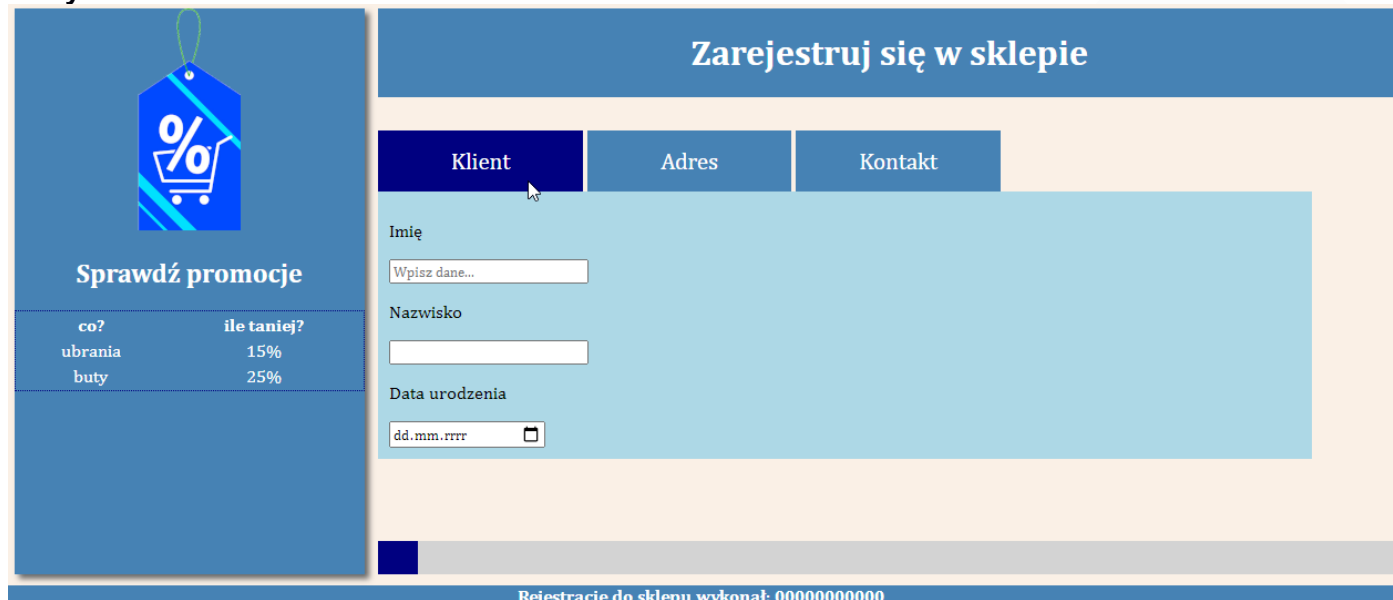 %
Sprawdź promocje
co? ile taniej?
ubrania 15%
buty 25%
Zarejestruj się w sklepie
Klient Adres Kontakt
Imię
Wpisz dane...
Nazwisko
Data urodzenia
dd.mm.rrrr
Rejestrację do sklepu wykonał: 00000000000